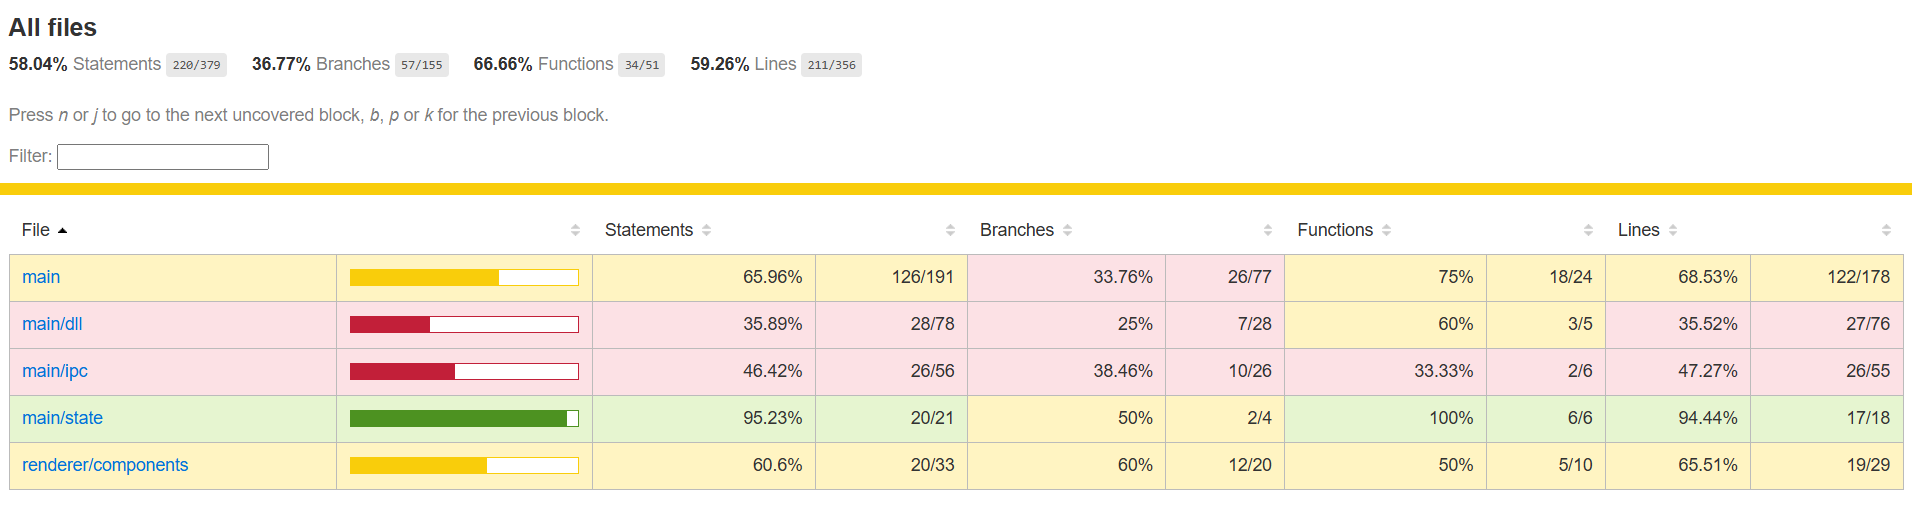 All files
58.04% Statements 220/379 36.77% Branches 57/155 66.66% Functions 34/51 59.26% Lines 211/356
Press n or j to go to the next uncovered block, b, p or k for the previous block.
Filter:
File Statements Branches Functions Lines
main 65.96% 126/191 33.76% 26/77 75% 18/24 68.53% 122/178
main/dll 35.89% 28/78 25% 7/28 60% 3/5 35.52% 27/76
main/ipc 46.42% 26/56 38.46% 10/26 33.33% 2/6 47.27% 26/55
main/state 95.23% 20/21 50% 2/4 100% 6/6 94.44% 17/18
renderer/components 60.6% 20/33 60% 12/20 50% 5/10 65.51% 19/29